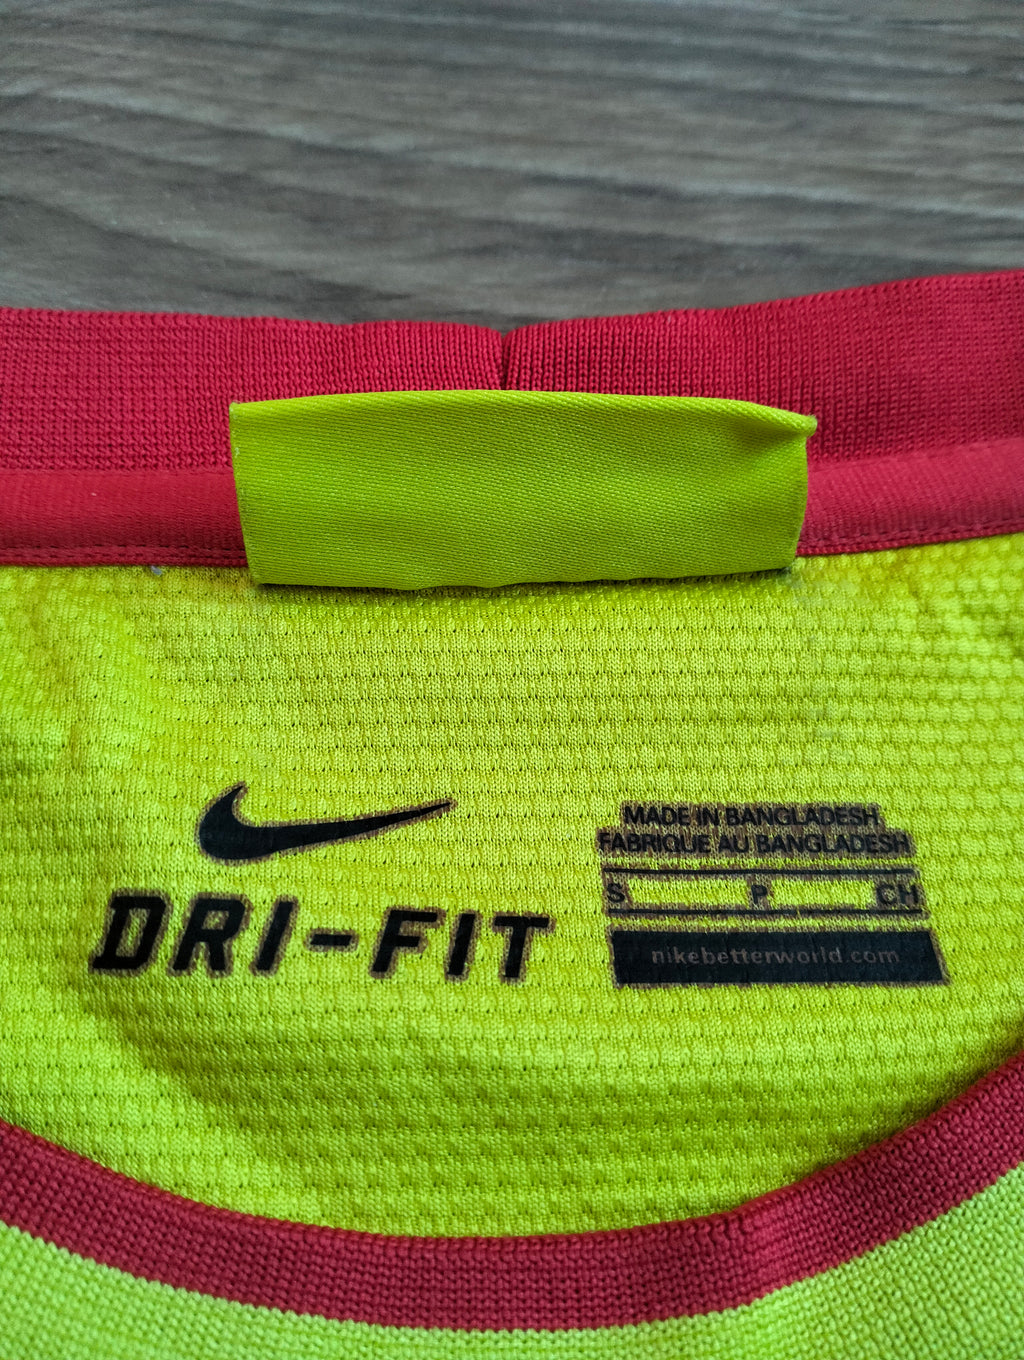 DRI-FIT
MADE IN BANGLADESH
FABRIQUE AU BANGLADESH
S P CH
nikebetterworld.com